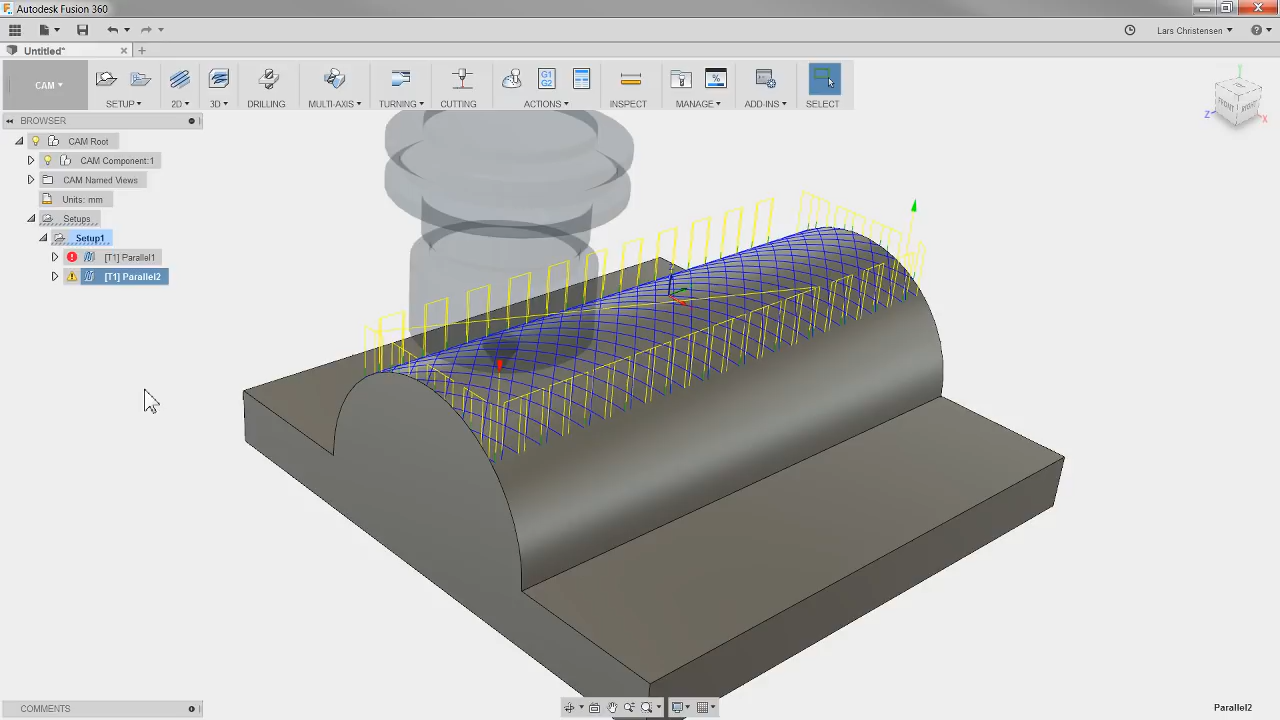 Autodesk Fusion 360
Lars Christensen
Untitled*
CAM
G1
G2
%
SETUP
2D
3D
DRILLING
MULTI-AXIS
TURNING
CUTTING
ACTIONS
INSPECT
MANAGE
ADD-INS
SELECT
BROWSER
CAM Root
CAM Component:1
CAM Named Views
Units: mm
Setups
Setup1
[T1] Parallel1
[T1] Parallel2
Z
X
COMMENTS
Parallel2